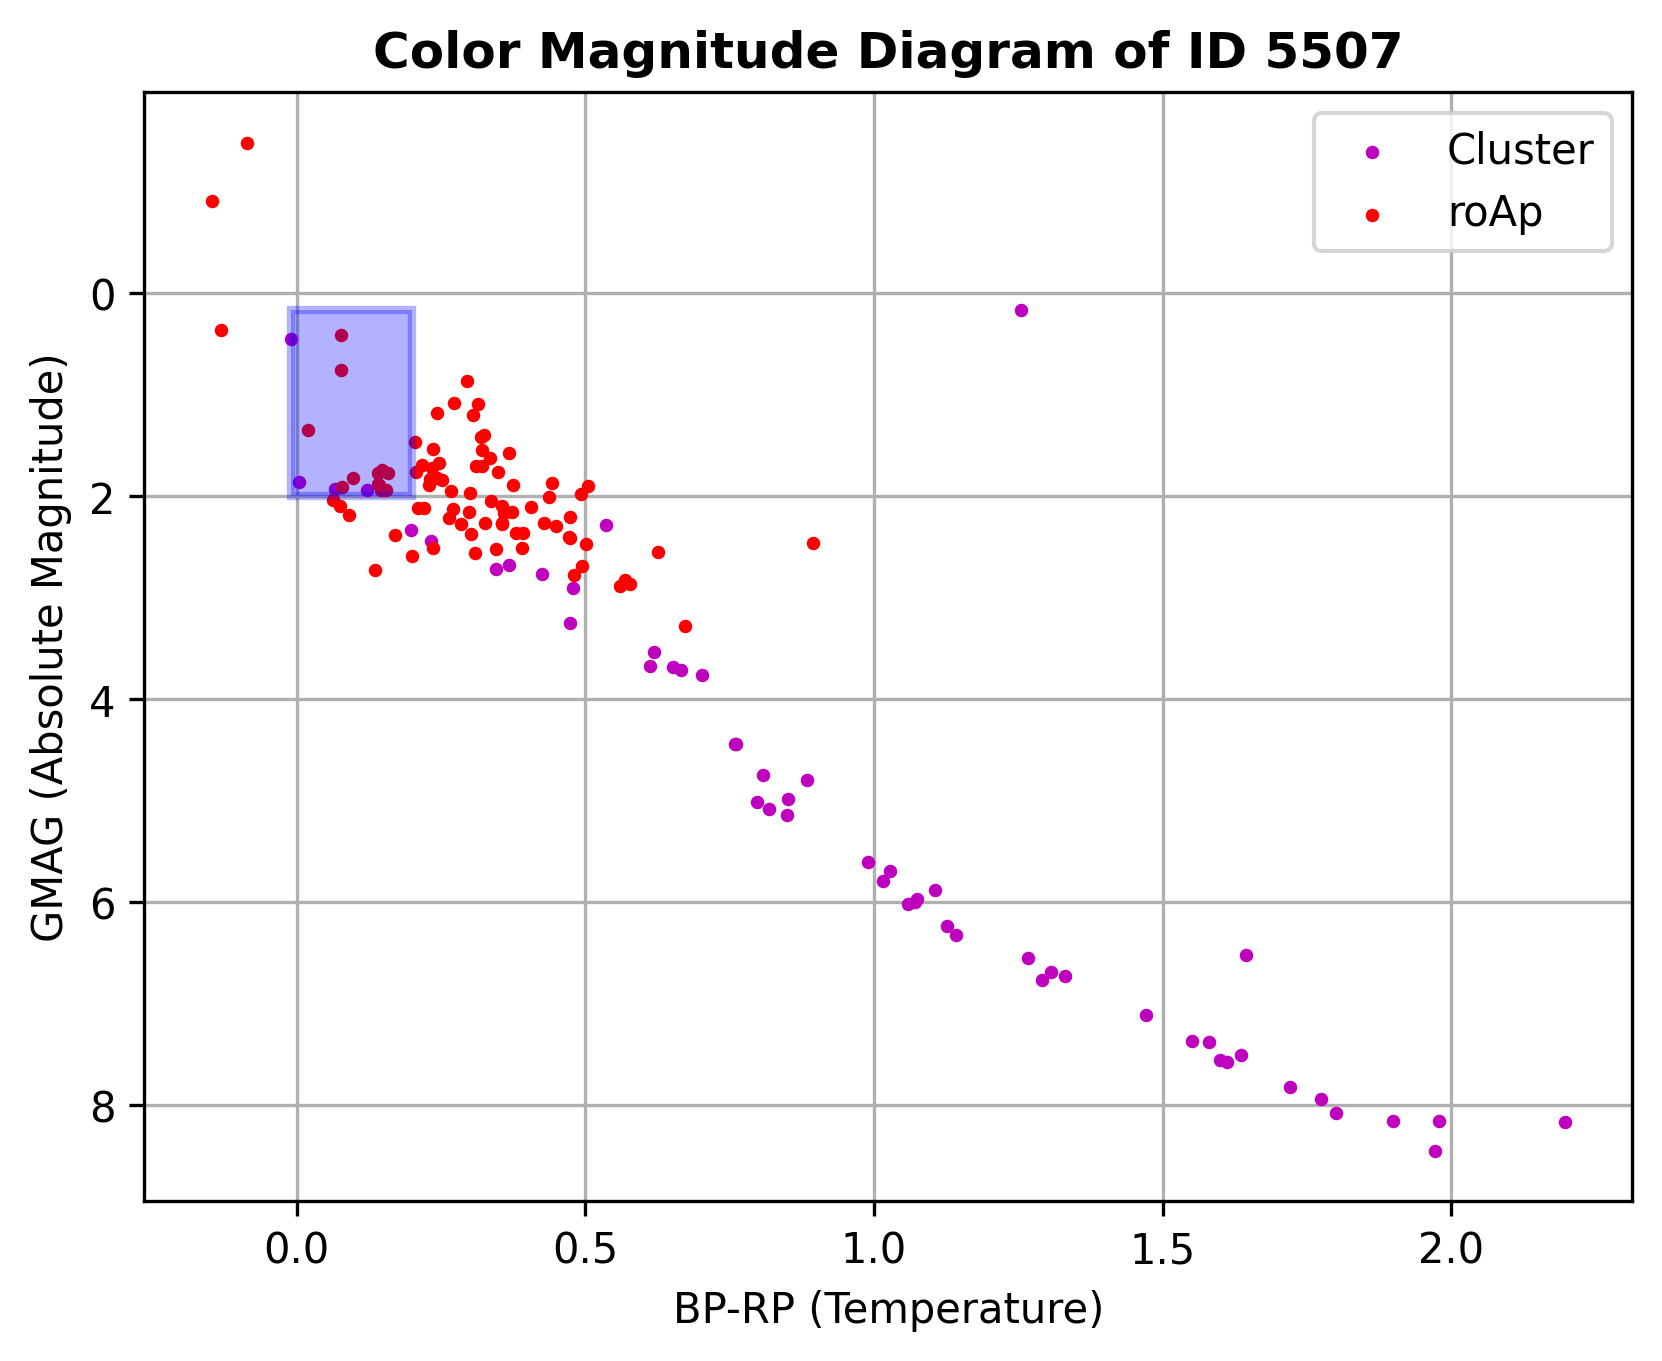 Color Magnitude Diagram of ID 5507
Cluster
roAp
GMAG (Absolute Magnitude)
0
2
4
6
8
0.0 0.5 1.0 1.5 2.0
BP-RP (Temperature)